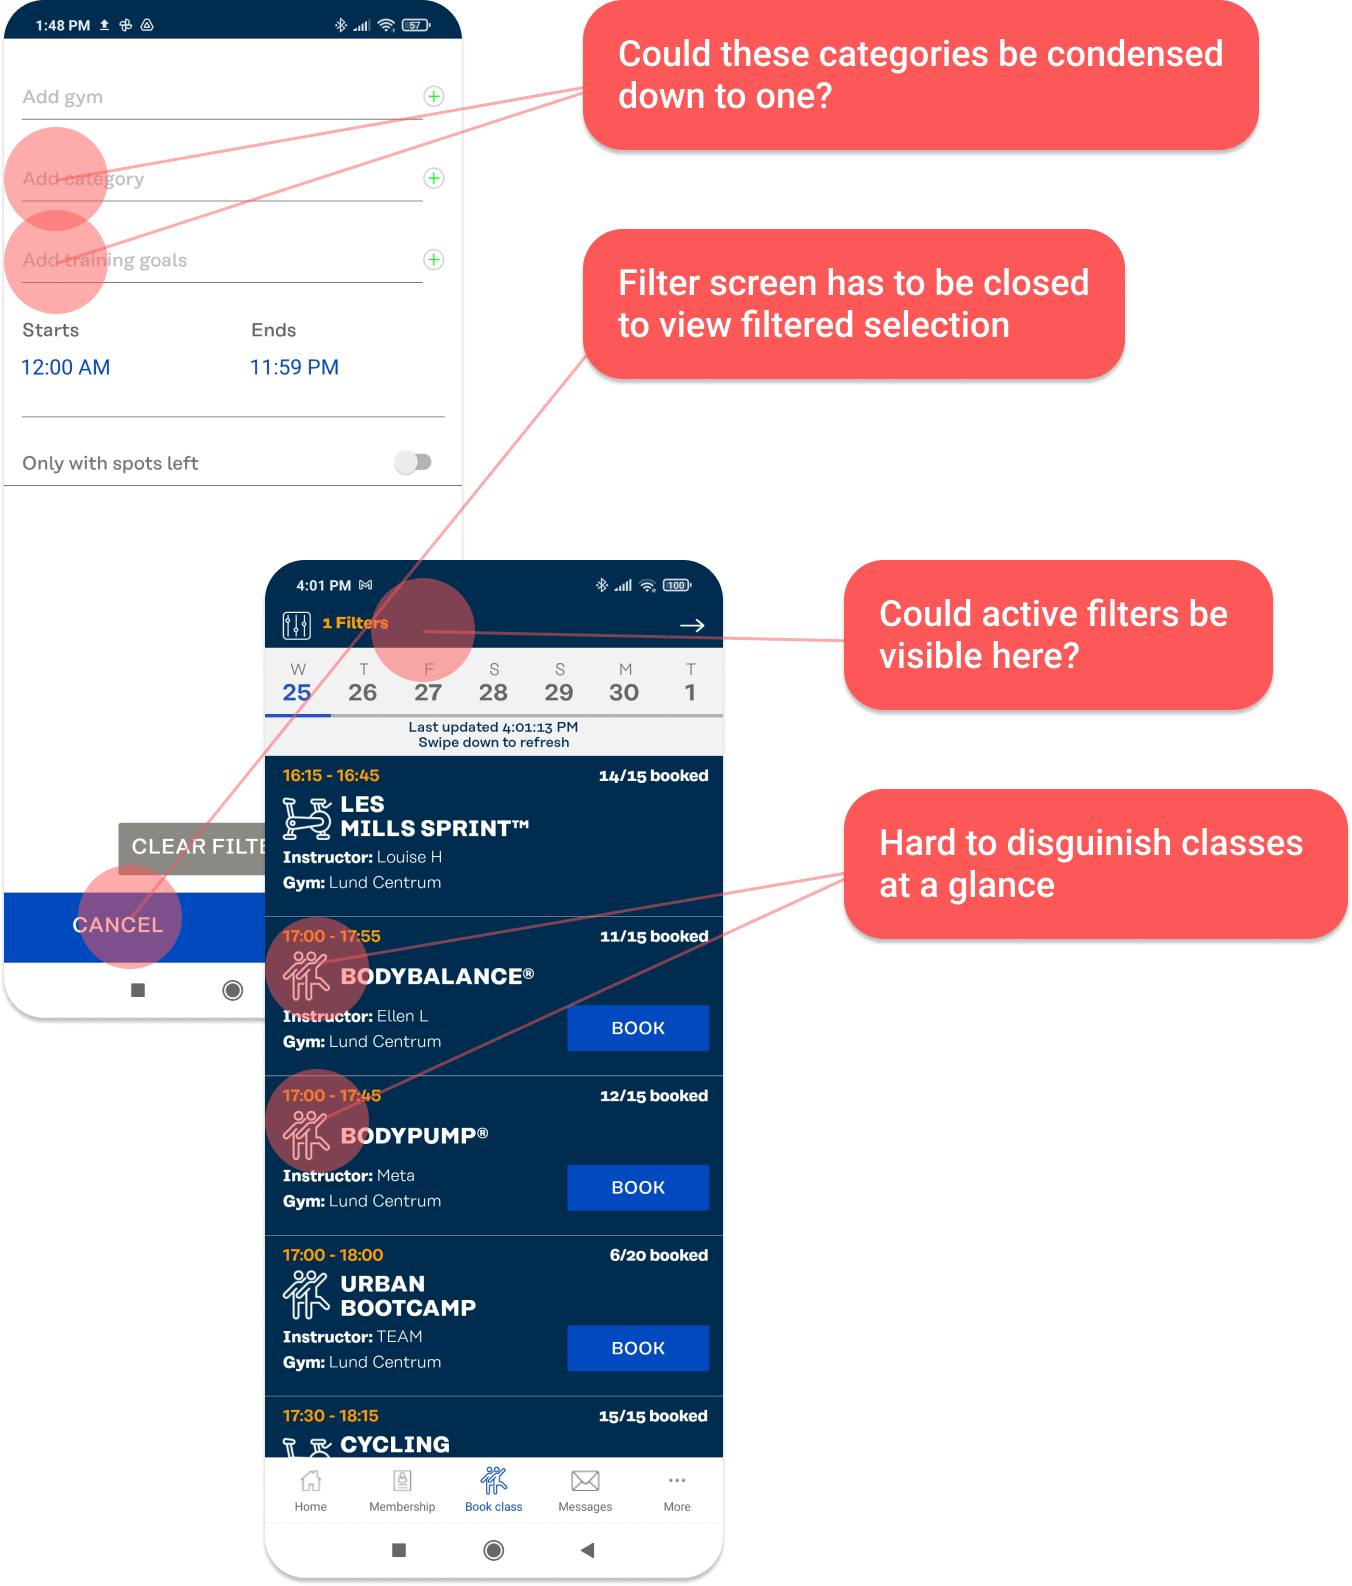 1:48 PM
57
Add gym
Add category
Add training goals
Starts
Ends
12:00 AM
11:59 PM
Only with spots left
CLEAR FILTE
CANCEL
Could these categories be condensed
down to one?
Filter screen has to be closed
to view filtered selection
Could active filters be
visible here?
Hard to disguinish classes
at a glance
4:01 PM
100
1 Filters
W T F S S M T
25 26 27 28 29 30 1
Last updated 4:01:13 PM
Swipe down to refresh
16:15 - 16:45
14/15 booked
LES
MILLS SPRINT™
Instructor: Louise H
Gym: Lund Centrum
17:00 - 17:55
11/15 booked
BODYBALANCE®
Instructor: Ellen L
Gym: Lund Centrum
BOOK
17:00 - 17:45
12/15 booked
BODYPUMP®
Instructor: Meta
Gym: Lund Centrum
BOOK
17:00 - 18:00
6/20 booked
URBAN
BOOTCAMP
Instructor: TEAM
Gym: Lund Centrum
BOOK
17:30 - 18:15
15/15 booked
CYCLING
Home
Membership
Book class
Messages
More